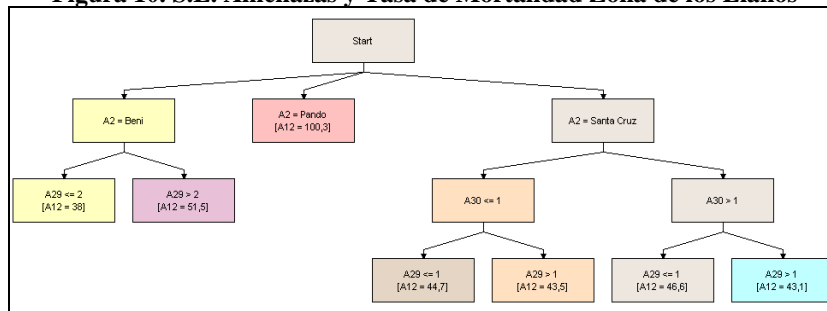 Figura 10. S.E. Amenazas y Tasa de Mortandad Zona de los Llanos
Start
A2 = Beni
A2 = Pando
[A12 = 100,3]
A2 = Santa Cruz
A29 <= 2
[A12 = 38]
A29 > 2
[A12 = 51,5]
A30 <= 1
A30 > 1
A29 <= 1
[A12 = 44,7]
A29 > 1
[A12 = 43,5]
A29 <= 1
[A12 = 46,6]
A29 > 1
[A12 = 43,1]